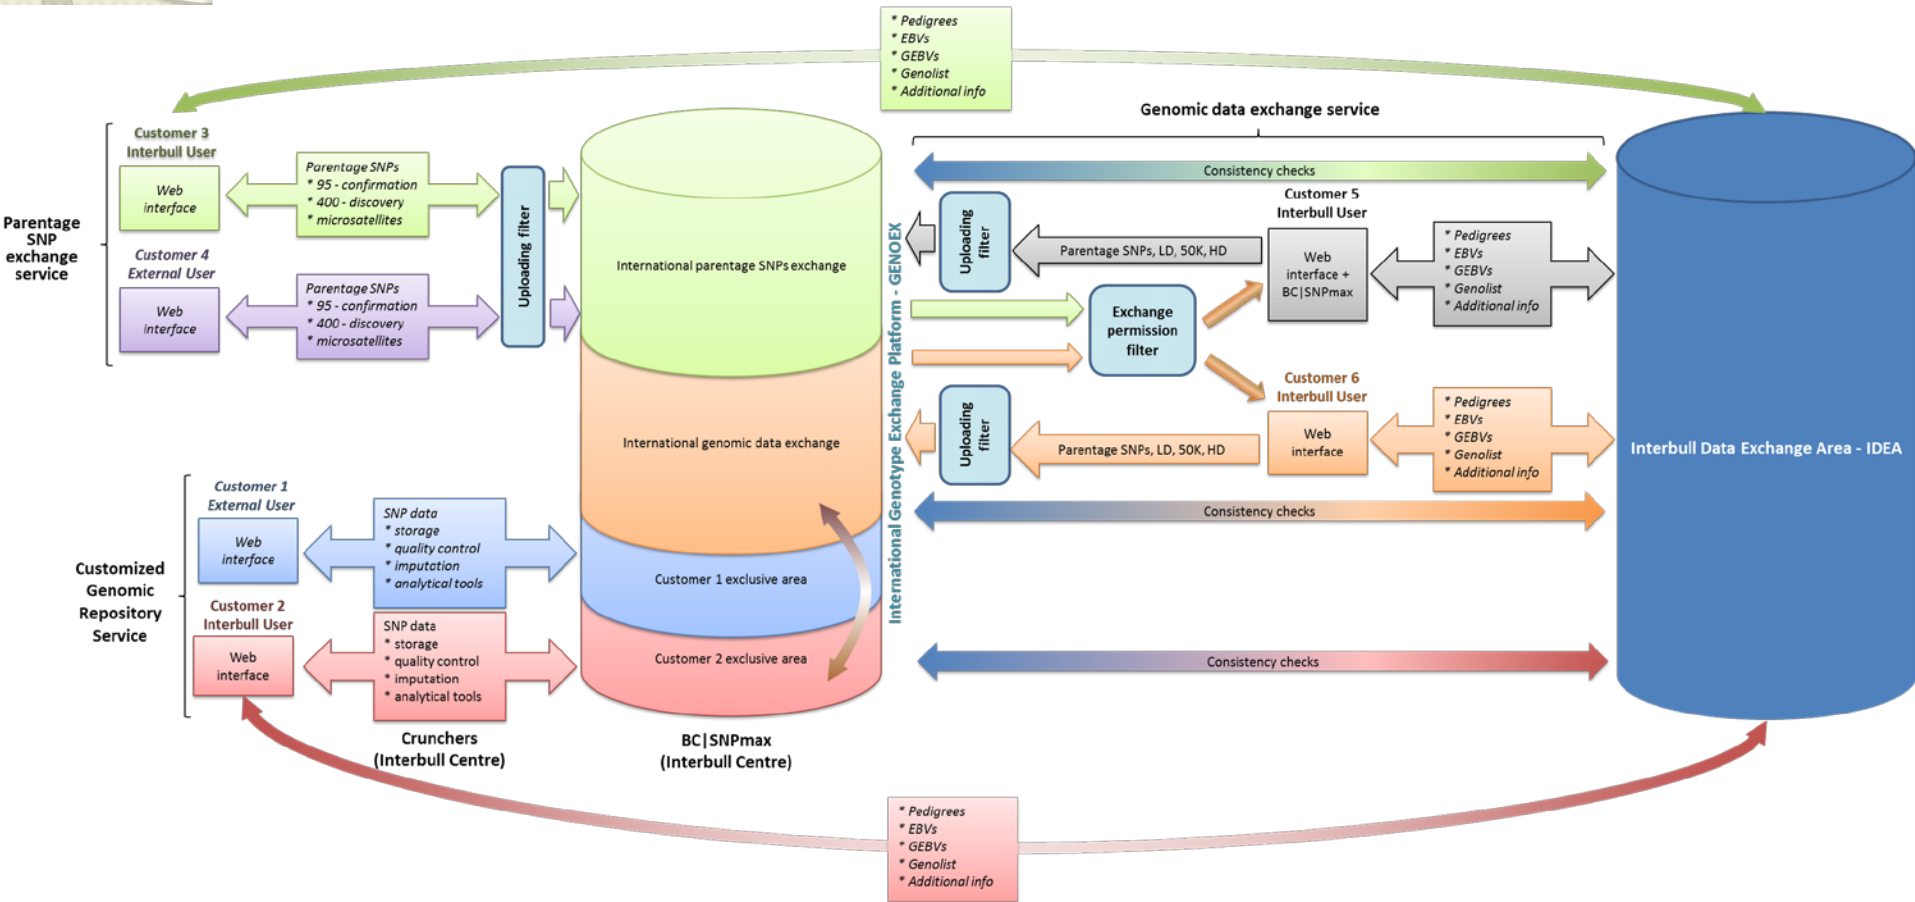 * Pedigrees
* EBVs
* GEBVs
* Genolist
* Additional info
Genomic data exchange service
Parentage
SNP
exchange
service
Customer 3
Interbull User
Web
interface
Parentage SNPs
* 95 - confirmation
* 400 - discovery
* microsatellites
Customer 4
External User
Web
interface
Parentage SNPs
* 95 - confirmation
* 400 - discovery
* microsatellites
Uploading filter
International parentage SNPs exchange
International genomic data exchange
Customer 1 exclusive area
Customer 2 exclusive area
BC|SNPmax
(Interbull Centre)
International Genotype Exchange Platform - GENOEX
Consistency checks
Uploading
filter
Parentage SNPs, LD, 50K, HD
Customer 5
Interbull User
Web
interface +
BC|SNPmax
* Pedigrees
* EBVs
* GEBVs
* Genolist
* Additional info
Exchange
permission
filter
Customer 6
Interbull User
Web
interface
* Pedigrees
* EBVs
* GEBVs
* Genolist
* Additional info
Uploading
filter
Parentage SNPs, LD, 50K, HD
Consistency checks
Consistency checks
Interbull Data Exchange Area - IDEA
Customized
Genomic
Repository
Service
Customer 1
External User
Web
interface
SNP data
* storage
* quality control
* imputation
* analytical tools
Customer 2
Interbull User
Web
interface
SNP data
* storage
* quality control
* imputation
* analytical tools
Crunchers
(Interbull Centre)
* Pedigrees
* EBVs
* GEBVs
* Genolist
* Additional info